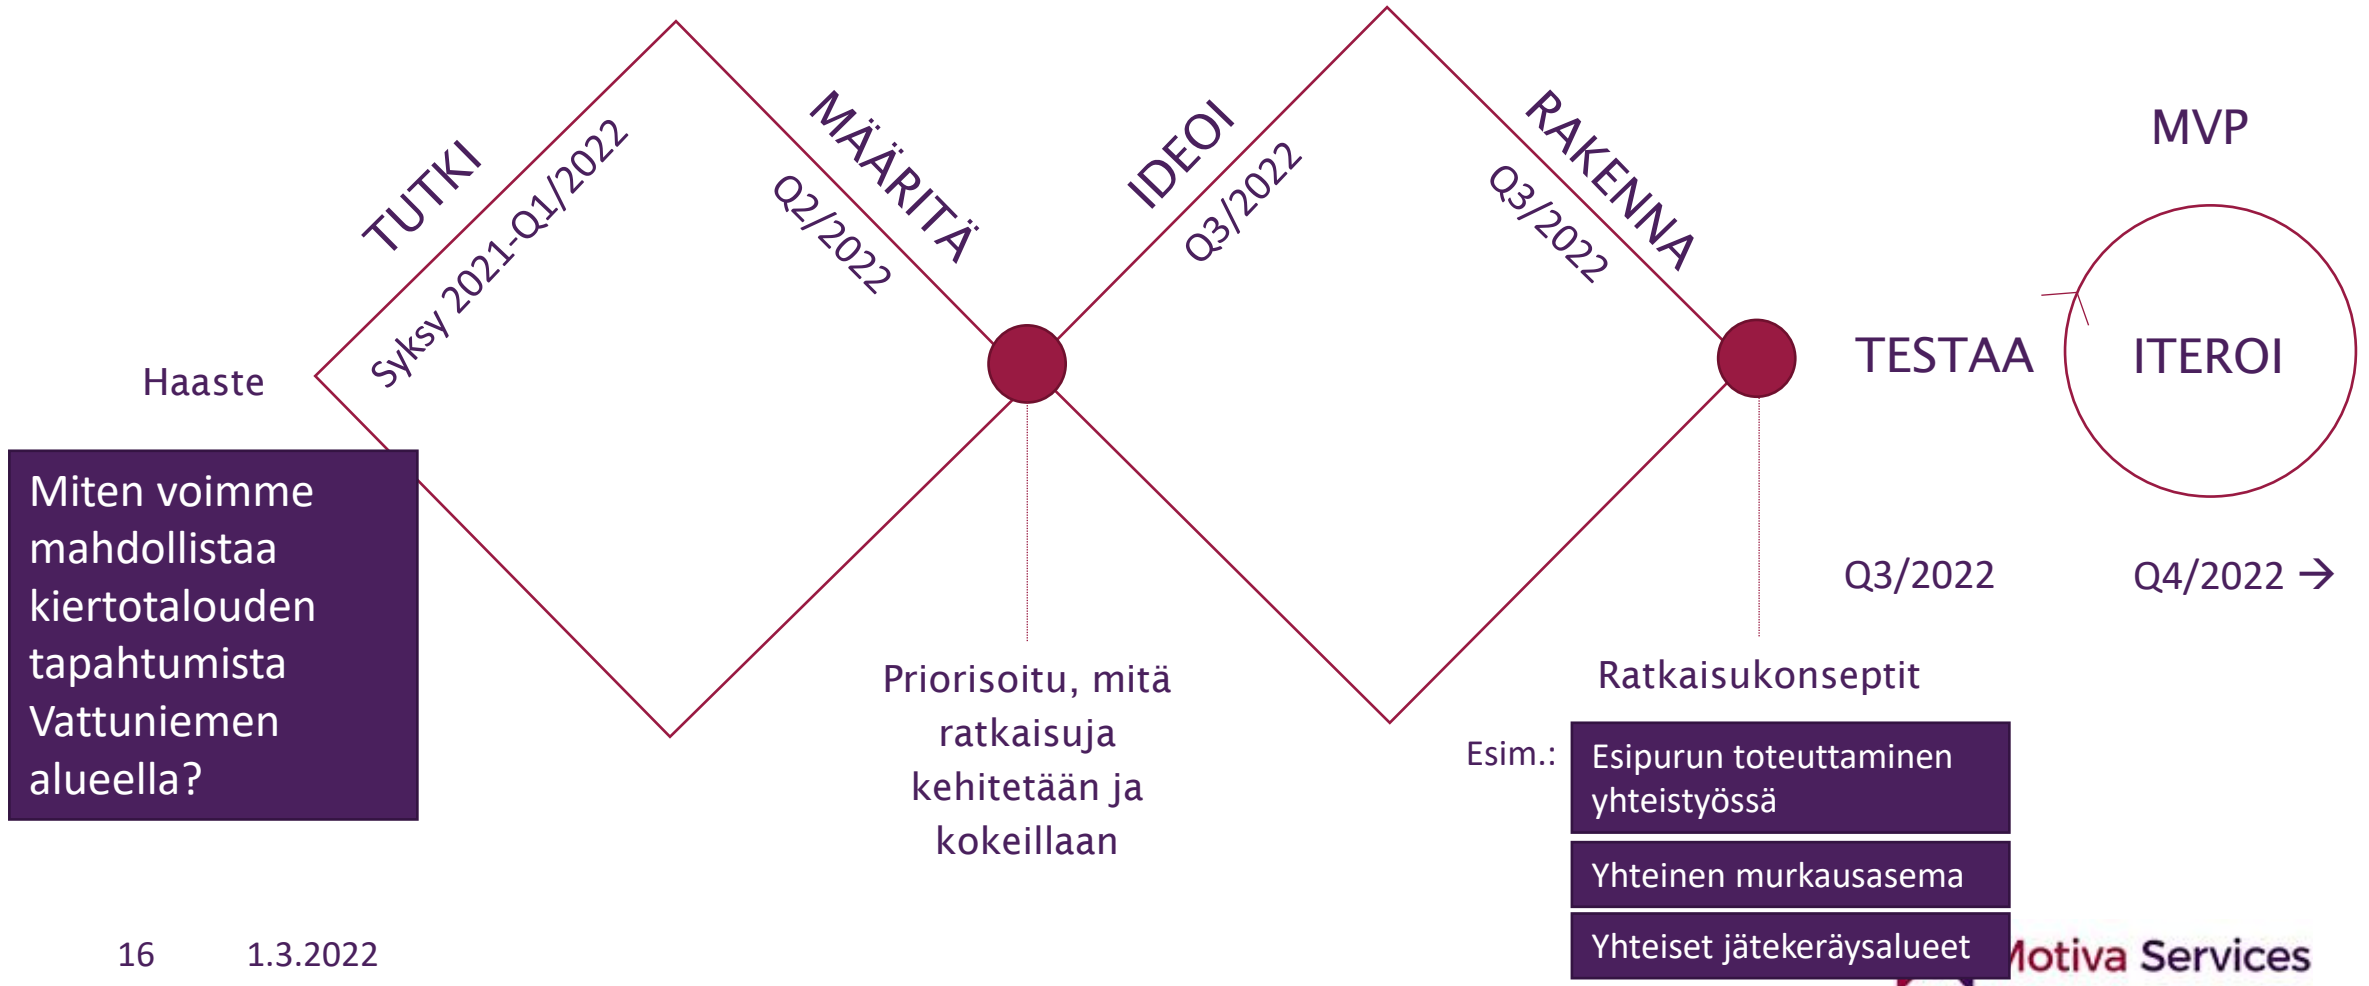 TUTKI
Syksy 2021-Q1/2022
MÄÄRITÄ
Q2/2022
IDEOI
Q3/2022
RAKENNA
Q3/2022
MVP
Haaste
TESTAA
ITEROI
Miten voimme
mahdollistaa
kiertotalouden
tapahtumista
Vattuniemen
alueella?
Q3/2022
Q4/2022 →
Priorisoitu, mitä
ratkaisuja
kehitetään ja
kokeillaan
Ratkaisukonseptit
Esim.:
Esipurun toteuttaminen
yhteistyössä
Yhteinen murkausasema
Yhteiset jätekeräysalueet
16 1.3.2022
Motiva Services